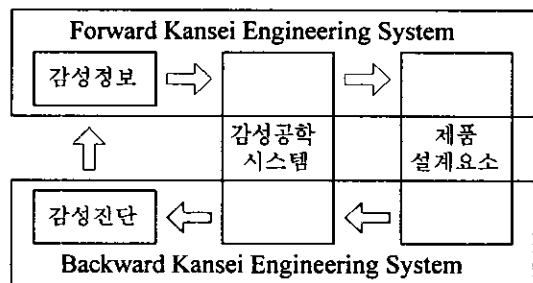 Forward Kansei Engineering System
감성정보
감성공학
시스템
제품
설계요소
감성진단
Backward Kansei Engineering System